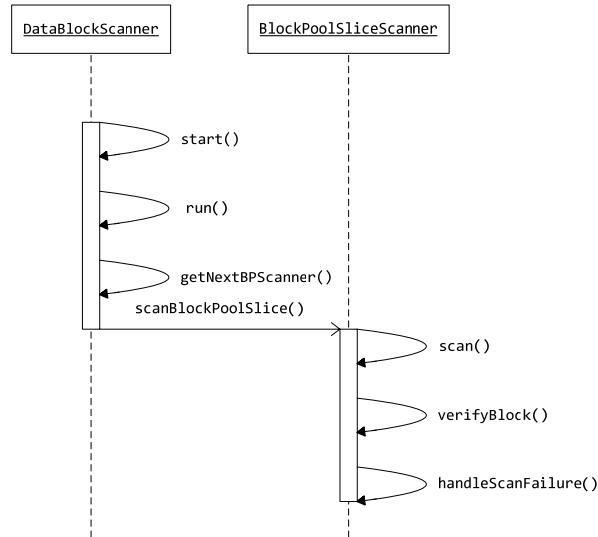 DataBlockScanner
BlockPoolSliceScanner
start()
run()
getNextBPScanner()
scanBlockPoolSlice()
scan()
verifyBlock()
handleScanFailure()